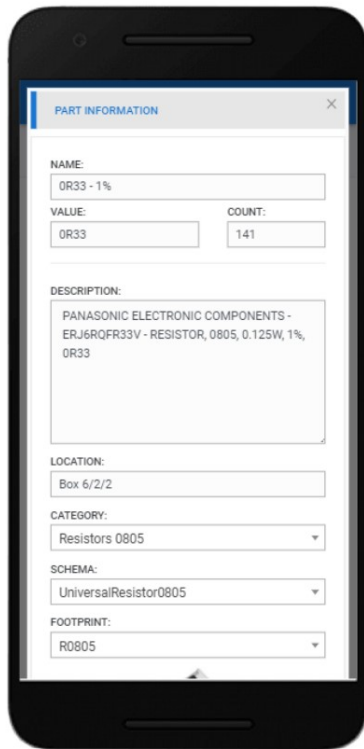 PART INFORMATION
×
NAME:
0R33 - 1%
VALUE: COUNT:
0R33 141
DESCRIPTION:
PANASONIC ELECTRONIC COMPONENTS -
ERJ6RQFR33V - RESISTOR, 0805, 0.125W, 1%,
0R33
LOCATION:
Box 6/2/2
CATEGORY:
Resistors 0805
SCHEMA:
UniversalResistor0805
FOOTPRINT:
R0805